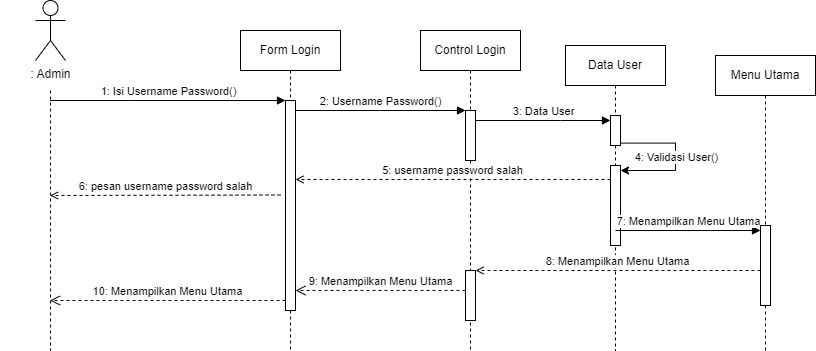 : Admin
Form Login
Control Login
Data User
Menu Utama
1: Isi Username Password()
2: Username Password()
3: Data User
4: Validasi User()
5: username password salah
6: pesan username password salah
7: Menampilkan Menu Utama
8: Menampilkan Menu Utama
9: Menampilkan Menu Utama
10: Menampilkan Menu Utama